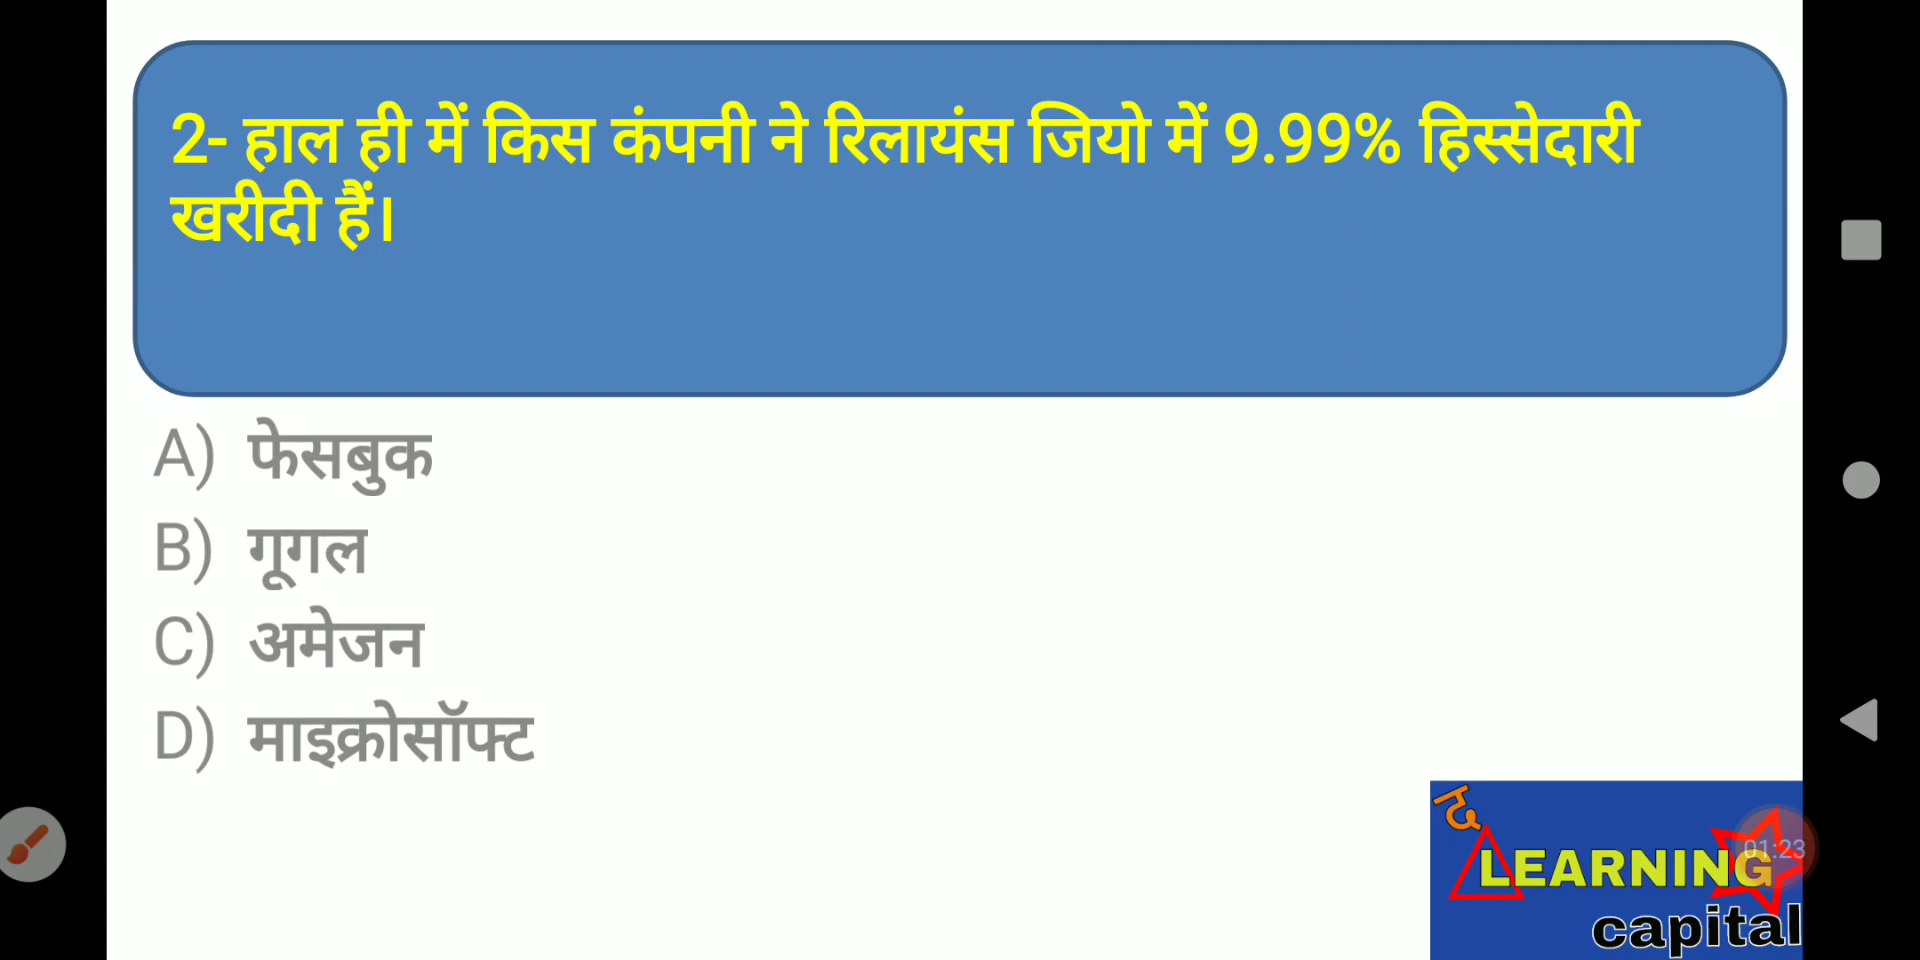 2- हाल ही में किस कंपनी ने रिलायंस जियो में 9.99% हिस्सेदारी
खरीदी हैं।
A) फेसबुक
B) गूगल
C) अमेजन
D) माइक्रोसॉफ्ट
द
LEARNING
01:23
capital